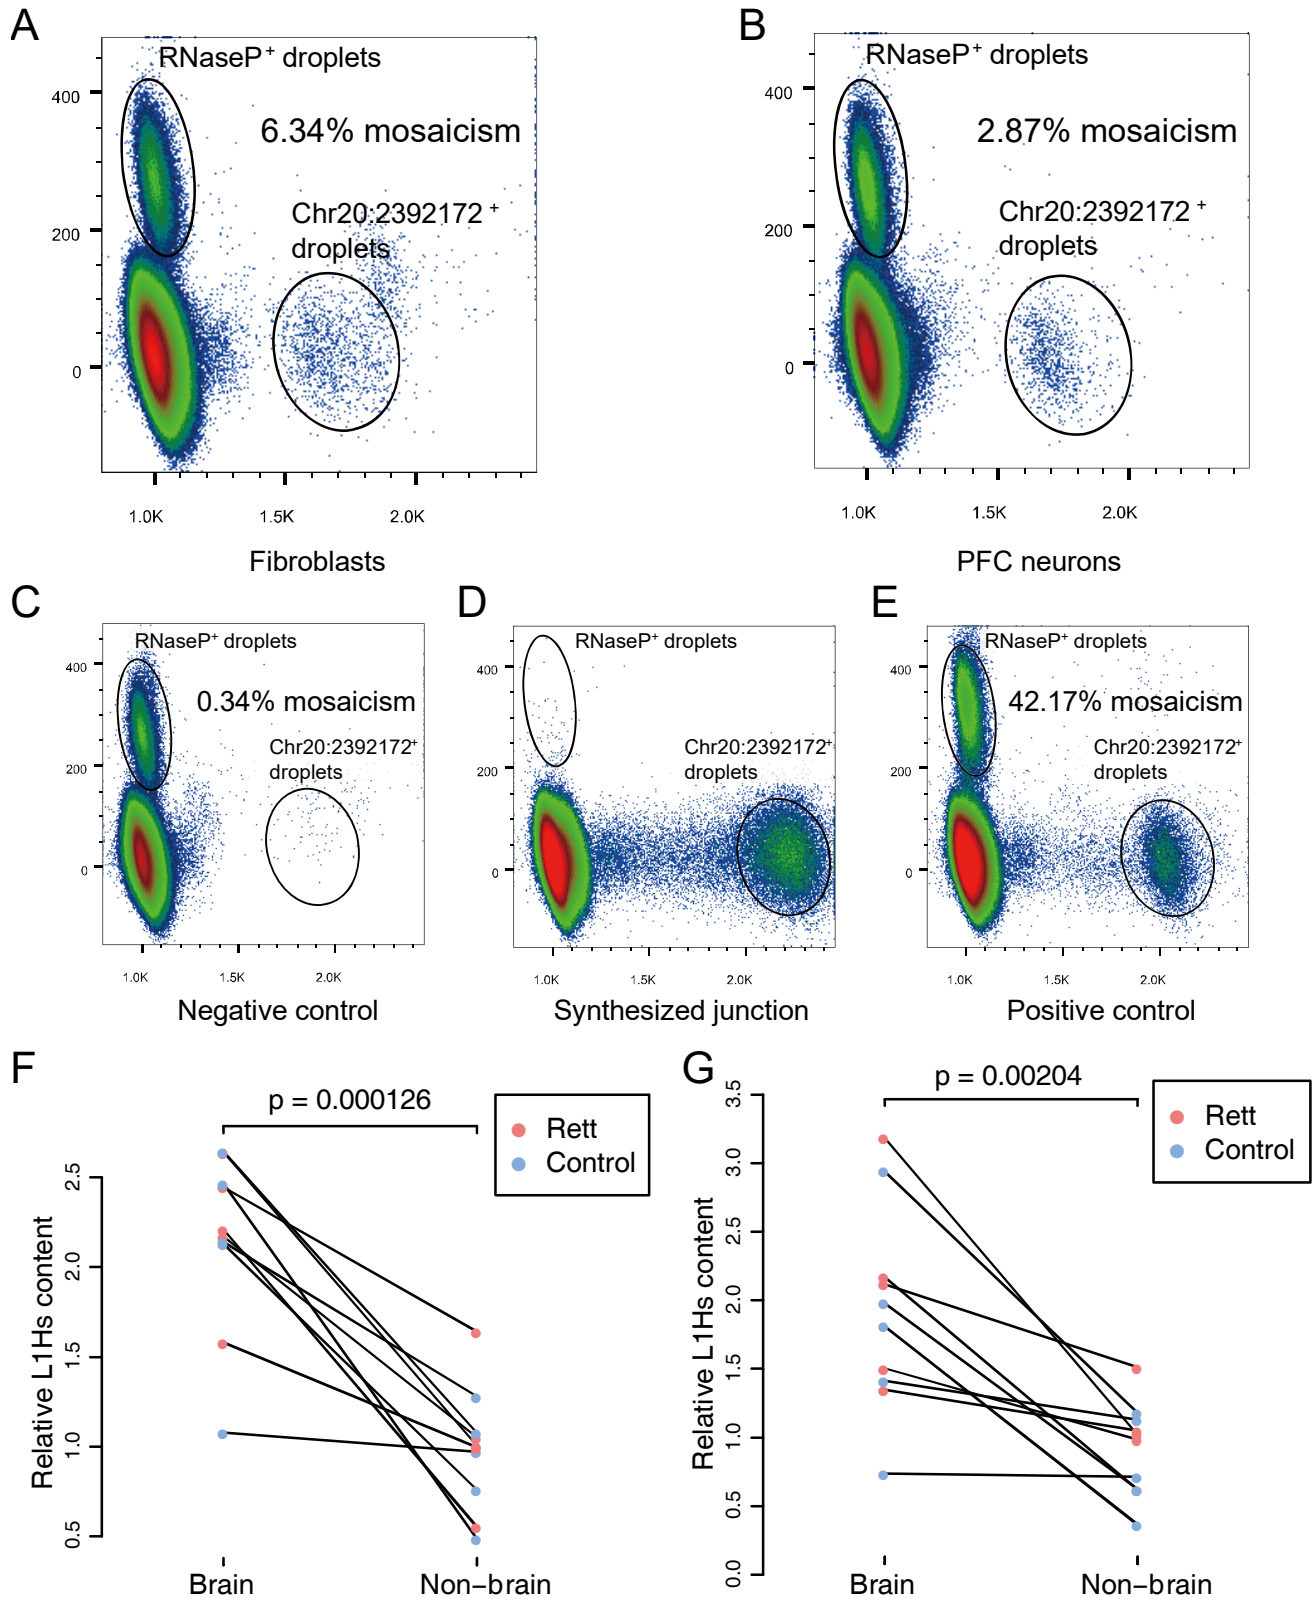 A
RNaseP+ droplets
6.34% mosaicism
Chr20:2392172 +
droplets
400
200
0
1.0K 1.5K 2.0K
Fibroblasts
B
RNaseP+ droplets
2.87% mosaicism
Chr20:2392172 +
droplets
400
200
0
1.0K 1.5K 2.0K
PFC neurons
C
RNaseP+ droplets
0.34% mosaicism
Chr20:2392172+
droplets
400
200
0
1.0K 1.5K 2.0K
Negative control
D
RNaseP+ droplets
Chr20:2392172+
droplets
400
200
0
1.0K 1.5K 2.0K
Synthesized junction
E
RNaseP+ droplets
42.17% mosaicism
Chr20:2392172+
droplets
400
200
0
1.0K 1.5K 2.0K
Positive control
F
p = 0.000126
Rett
Control
Relative L1Hs content
2.5
2.0
1.5
1.0
0.5
Brain Non−brain
G
p = 0.00204
Rett
Control
Relative L1Hs content
3.5
3.0
2.5
2.0
1.5
1.0
0.5
0.0
Brain Non−brain